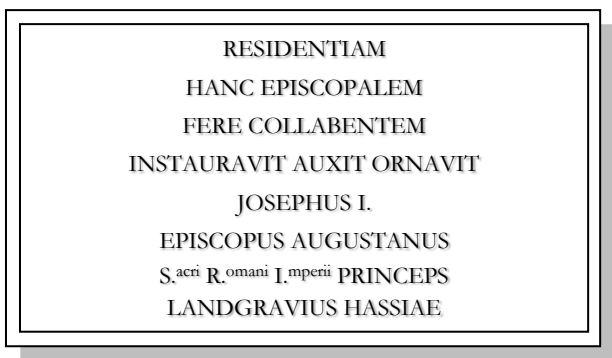 RESIDENTIAM
HANC EPISCOPALEM
FERE COLLABENTEM
INSTAURAVIT AUXIT ORNAVIT
JOSEPHUS I.
EPISCOPUS AUGUSTANUS
S.acri R.omani I.mperii PRINCEPS
LANDGRAVIUS HASSIAE